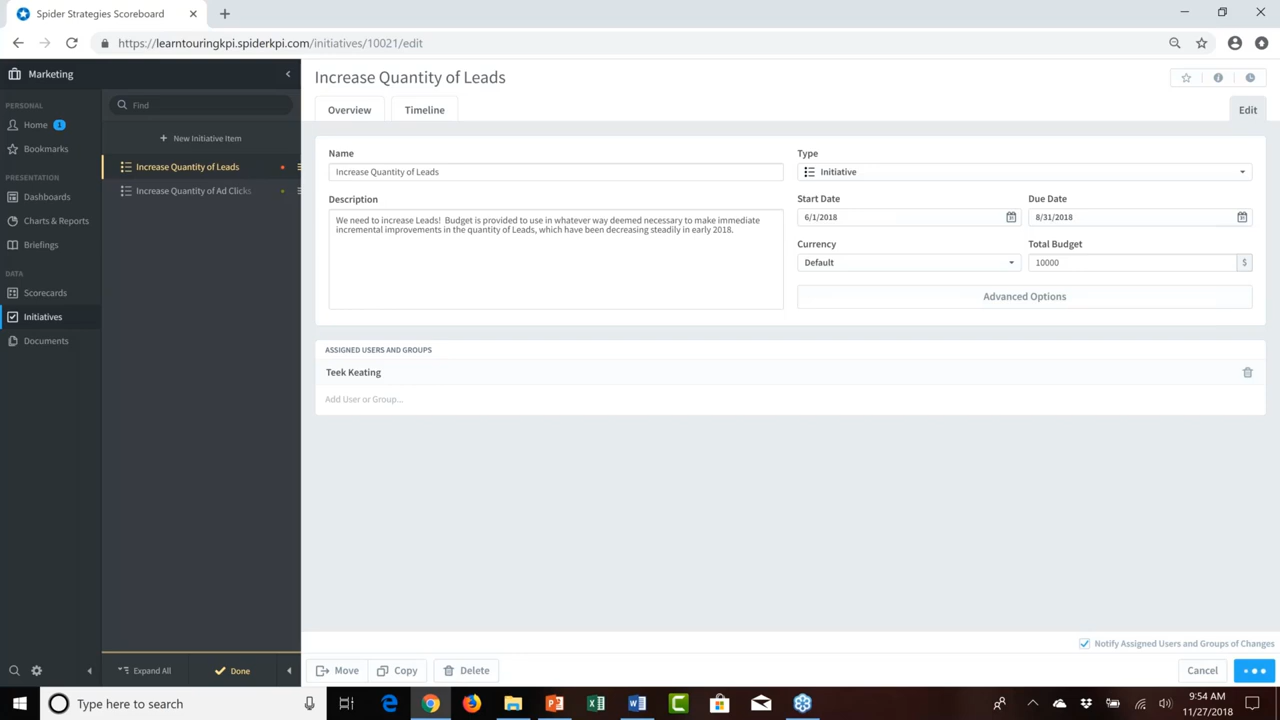 Spider Strategies Scoreboard
https://learntouringkpi.spiderkpi.com/initiatives/10021/edit
Marketing
PERSONAL
Home 1
Bookmarks
PRESENTATION
Dashboards
Charts & Reports
Briefings
DATA
Scorecards
Initiatives
Documents
Find
New Initiative Item
Increase Quantity of Leads
Increase Quantity of Ad Clicks
Expand All
Done
Increase Quantity of Leads
Overview
Timeline
Edit
Name
Increase Quantity of Leads
Description
We need to increase Leads! Budget is provided to use in whatever way deemed necessary to make immediate
incremental improvements in the quantity of Leads, which have been decreasing steadily in early 2018.
Type
Initiative
Start Date
6/1/2018
Due Date
8/31/2018
Currency
Default
Total Budget
10000 $
Advanced Options
ASSIGNED USERS AND GROUPS
Teek Keating
Add User or Group...
Notify Assigned Users and Groups of Changes
Move
Copy
Delete
Cancel
Type here to search
9:54 AM
11/27/2018